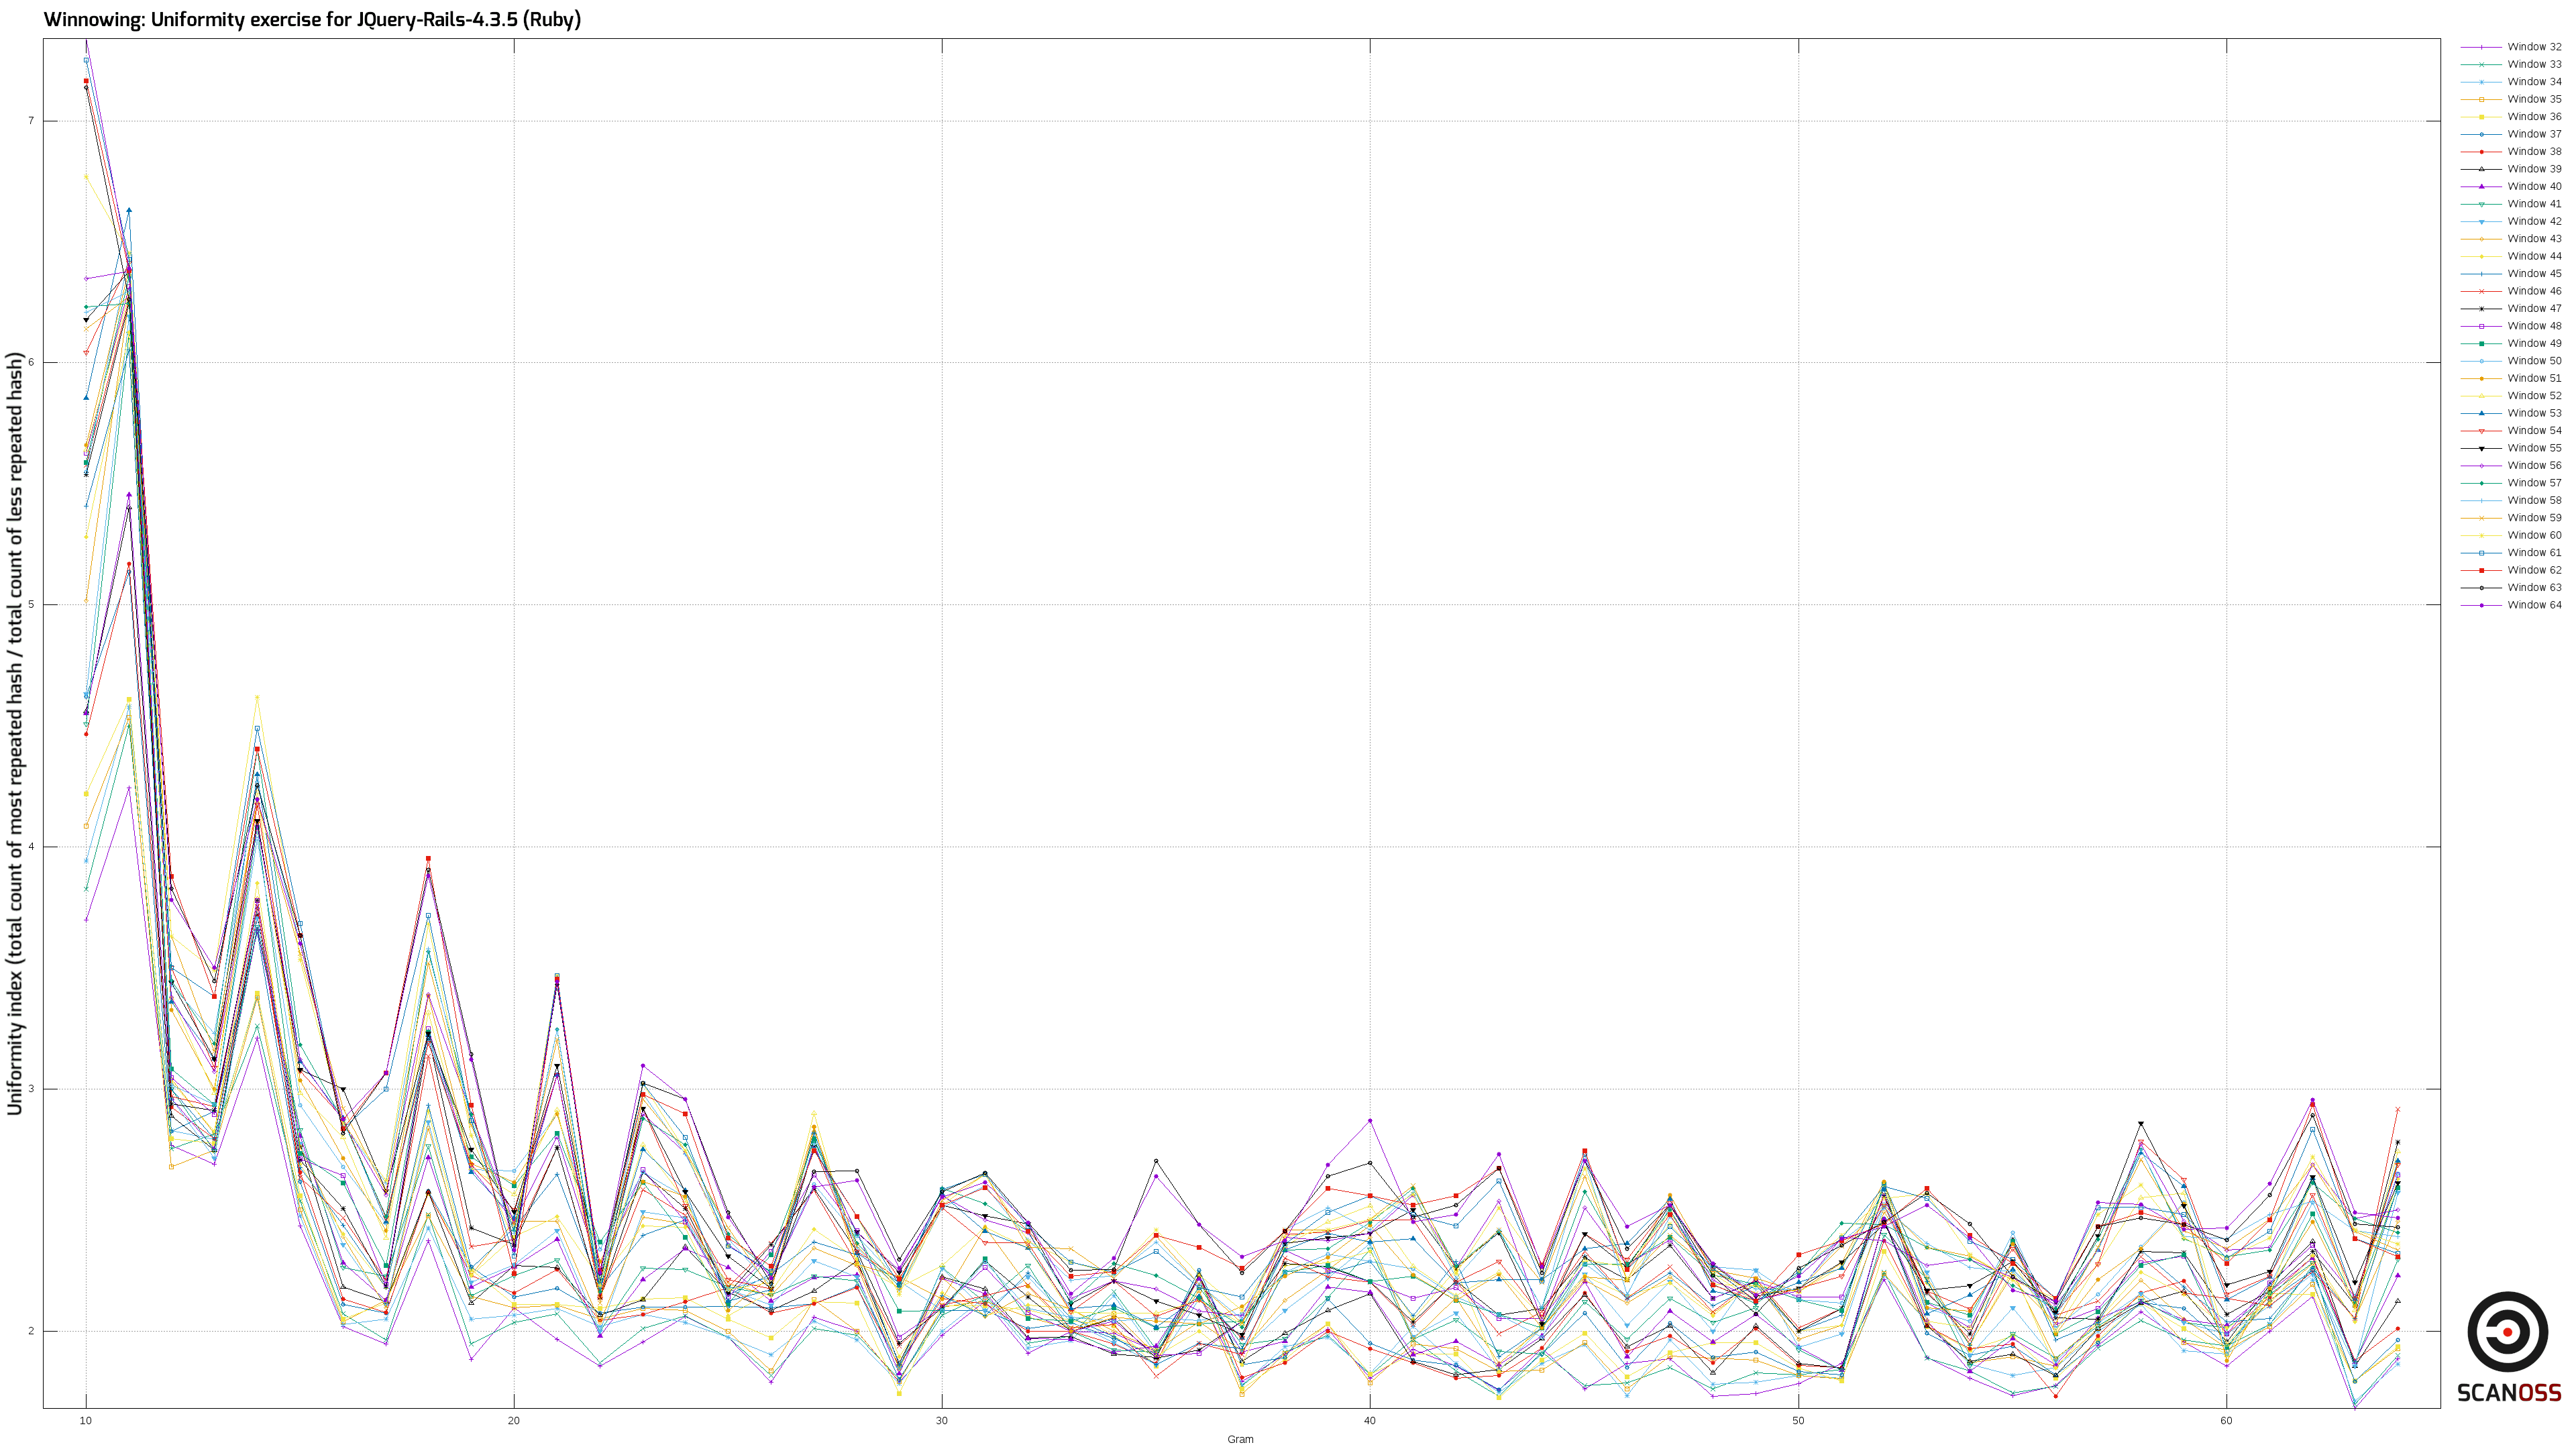 Winnowing: Uniformity exercise for JQuery-Rails-4.3.5 (Ruby)
Uniformity index (total count of most repeated hash / total count of less repeated hash)
7
6
5
4
3
2
10
20
30
40
50
60
Gram
Window 32
Window 33
Window 34
Window 35
Window 36
Window 37
Window 38
Window 39
Window 40
Window 41
Window 42
Window 43
Window 44
Window 45
Window 46
Window 47
Window 48
Window 49
Window 50
Window 51
Window 52
Window 53
Window 54
Window 55
Window 56
Window 57
Window 58
Window 59
Window 60
Window 61
Window 62
Window 63
Window 64
SCANOSS